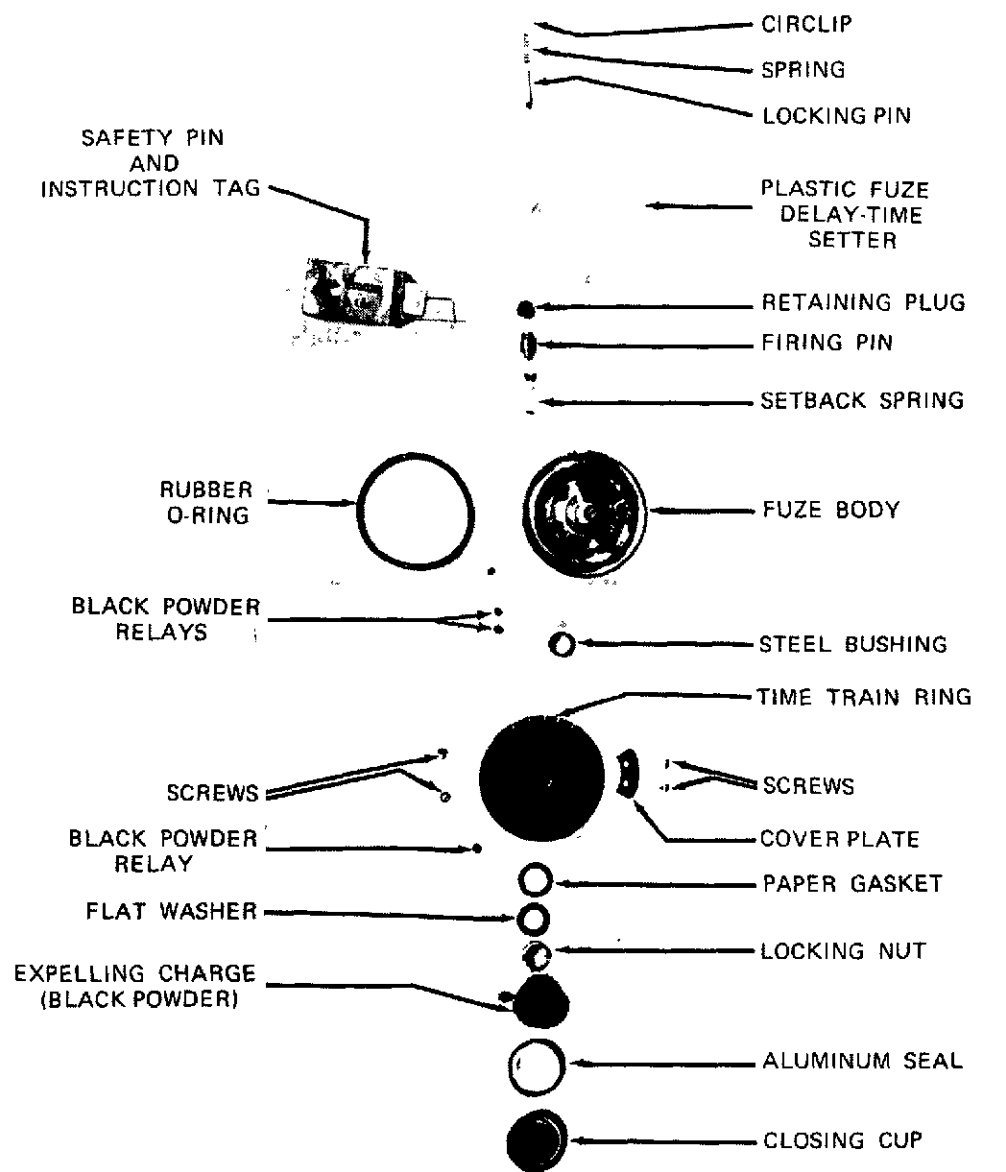 CIRCLIP
SPRING
LOCKING PIN
SAFETY PIN
AND
INSTRUCTION TAG
PLASTIC FUZE
DELAY-TIME
SETTER
RETAINING PLUG
FIRING PIN
SETBACK SPRING
RUBBER
O-RING
FUZE BODY
BLACK POWDER
RELAYS
STEEL BUSHING
TIME TRAIN RING
SCREWS
SCREWS
COVER PLATE
BLACK POWDER
RELAY
PAPER GASKET
FLAT WASHER
LOCKING NUT
EXPELLING CHARGE
(BLACK POWDER)
ALUMINUM SEAL
CLOSING CUP